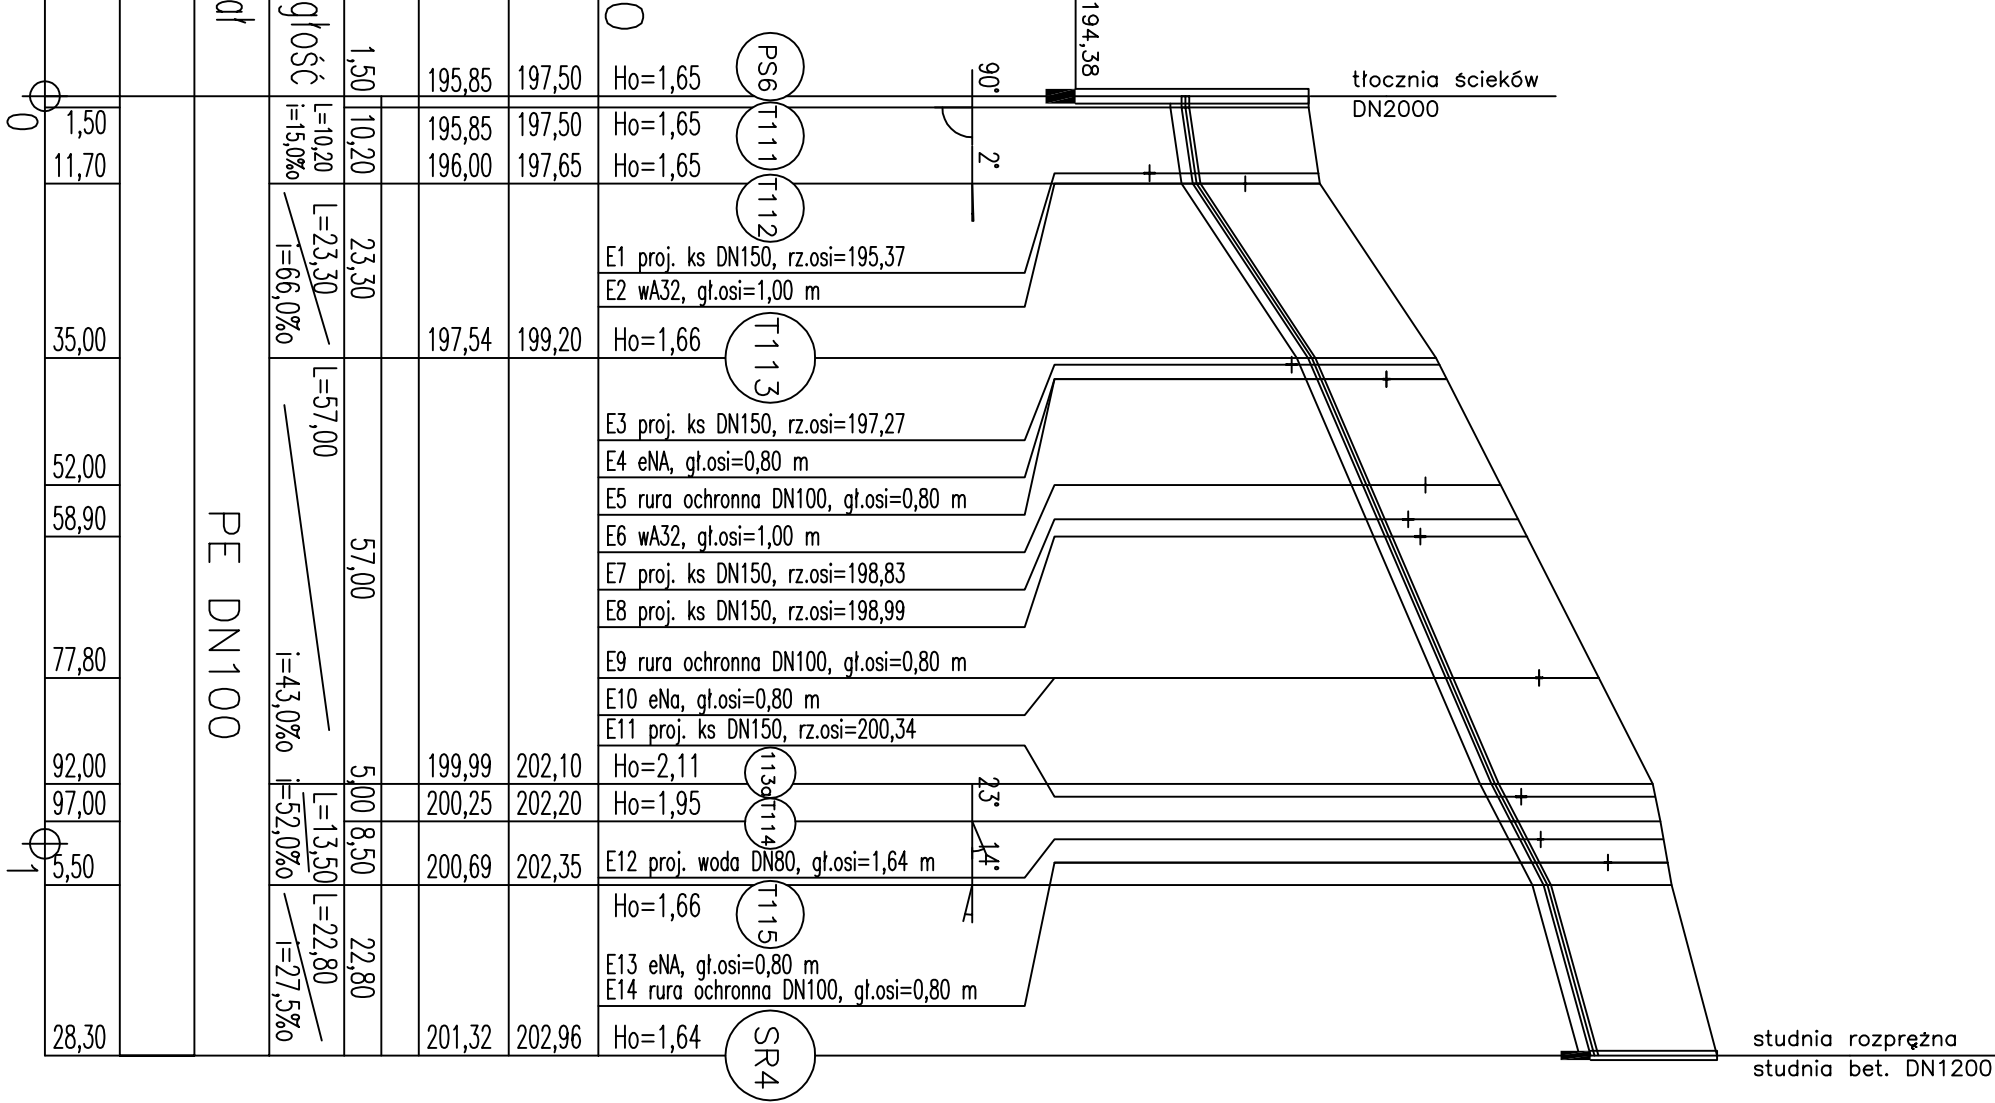 194,38
tłocznia ścieków
DN2000
głość
0
1,50
195,85 197,50 Ho=1,65
PS6
90°
1,50
L=10,20
i=15,0‰
10,20
195,85 197,50 Ho=1,65
T111
11,70
196,00 197,65 Ho=1,65
2°
T112
L=23,30
i=66,0‰
23,30
E1 proj. ks DN150, rz.osi=195,37
E2 wA32, gł.osi=1,00 m
35,00
197,54 199,20 Ho=1,66
T113
L=57,00
i=43,0‰
57,00
E3 proj. ks DN150, rz.osi=197,27
E4 eNA, gł.osi=0,80 m
52,00
E5 rura ochronna DN100, gł.osi=0,80 m
58,90
E6 wA32, gł.osi=1,00 m
E7 proj. ks DN150, rz.osi=198,83
E8 proj. ks DN150, rz.osi=198,99
PE DN100
77,80
E9 rura ochronna DN100, gł.osi=0,80 m
E10 eNa, gł.osi=0,80 m
E11 proj. ks DN150, rz.osi=200,34
92,00
199,99 202,10 Ho=2,11
113a
5,00
97,00
200,25 202,20 Ho=1,95
T114
23°
L=13,50
i=52,0‰
8,50
1
5,50
200,69 202,35
E12 proj. woda DN80, gł.osi=1,64 m
14°
Ho=1,66
T115
L=22,80
i=27,5‰
22,80
E13 eNA, gł.osi=0,80 m
E14 rura ochronna DN100, gł.osi=0,80 m
28,30
201,32 202,96 Ho=1,64
SR4
studnia rozprężna
studnia bet. DN1200